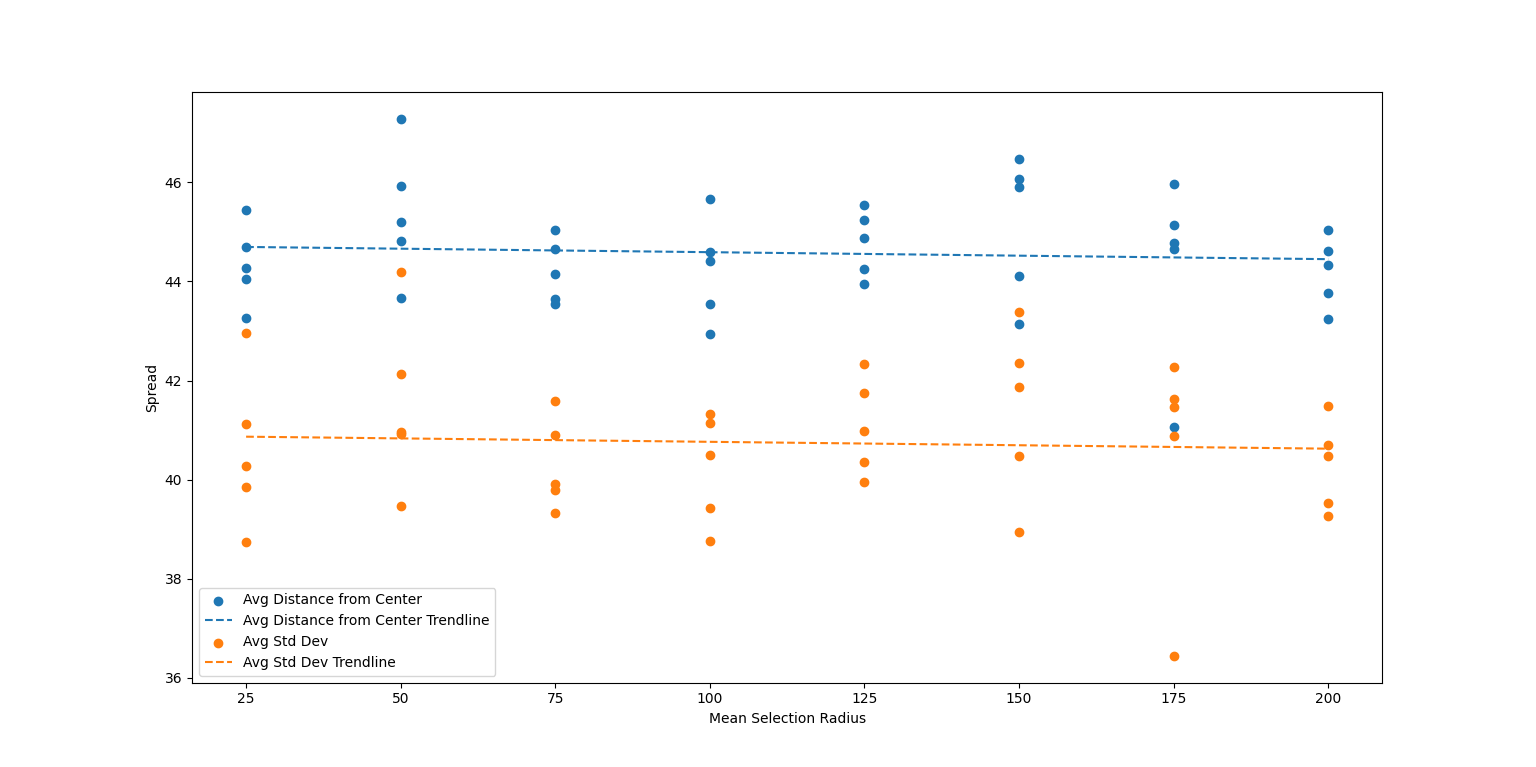 46
44
42
40
38
36
Spread
Avg Distance from Center
Avg Distance from Center Trendline
Avg Std Dev
Avg Std Dev Trendline
25 50 75 100 125 150 175 200
Mean Selection Radius